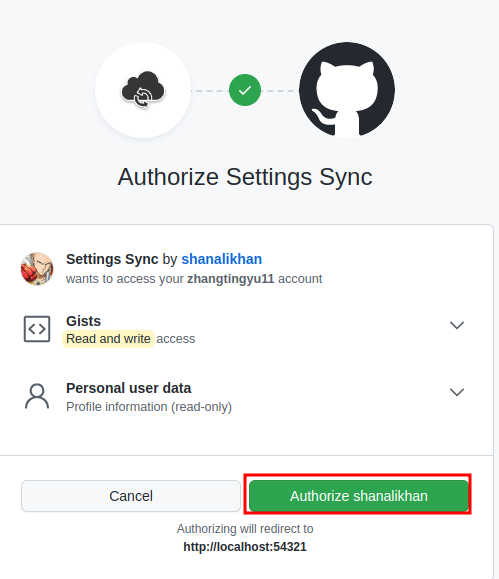 Authorize Settings Sync
Settings Sync by shanalikhan
wants to access your zhangtingyu11 account
Gists
Read and write access
Personal user data
Profile information (read-only)
Cancel
Authorize shanalikhan
Authorizing will redirect to
http://localhost:54321